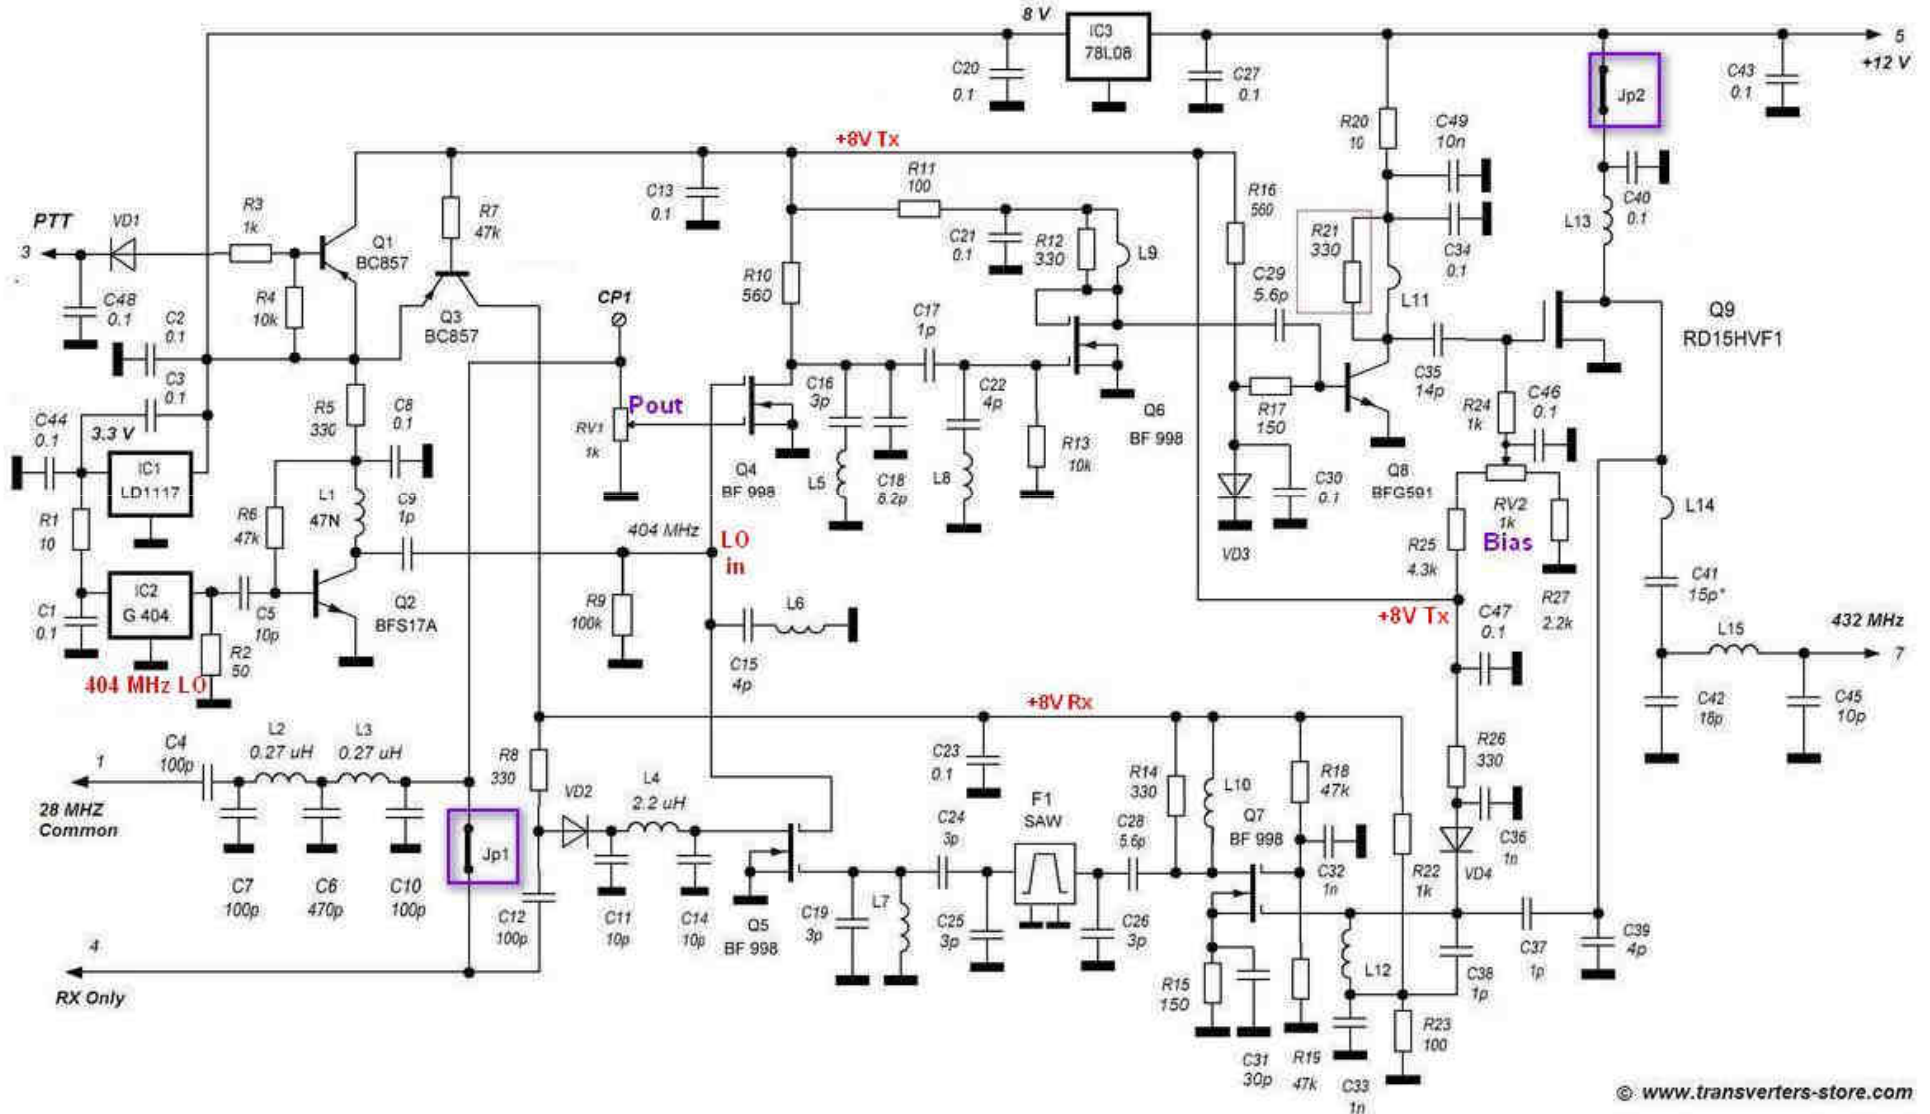 8 V
IC3
78L08
5
+12 V
C20
0.1
C27
0.1
Jp2
C43
0.1
+8V Tx
R20
10
C49
10n
R11
100
C13
0.1
R16
560
C40
0.1
L13
PTT
VD1
R3
1k
R7
47k
3
Q1
BC857
C21
0.1
R12
330
L9
R21
330
C34
0.1
R10
560
C29
5.6p
L11
C48
0.1
R4
10k
CP1
Q3
BC857
C2
0.1
C17
1p
Q9
RD15HVF1
C3
0.1
C16
3p
C22
4p
C35
14p
R5
330
C8
0.1
Pout
RV1
1k
R17
150
R24
1k
C46
0.1
C44
0.1
3.3 V
Q6
BF 998
R13
10k
IC1
LD1117
Q4
BF 998
L5
C18
6.2p
L8
C30
0.1
Q8
BFG591
L1
47N
C9
1p
R1
10
R6
47k
RV2
1k
Bias
L14
404 MHz
LO
in
VD3
R25
4.3k
C41
15p*
IC2
G 404
C1
0.1
C5
10p
Q2
BFS17A
R9
100k
L6
R27
2.2k
+8V Tx
C47
0.1
L15
432 MHz
7
R2
50
C15
4p
404 MHz LO
+8V Rx
C42
18p
C45
10p
L2
0.27 uH
L3
0.27 uH
C4
100p
R8
330
C23
0.1
R14
330
L10
R18
47k
R26
330
1
VD2
L4
2.2 uH
F1
SAW
28 MHZ
Common
C24
3p
C28
5.6p
Q7
BF 998
C36
1n
Jp1
C32
1n
R22
1k
VD4
C7
100p
C6
470p
C10
100p
C12
100p
C11
10p
C14
10p
Q5
BF 998
C19
3p
L7
C25
3p
C26
3p
C37
1p
C39
4p
4
L12
C38
1p
RX Only
R15
150
R23
100
C31
30p
R19
47k
C33
1n
© www.transverters-store.com